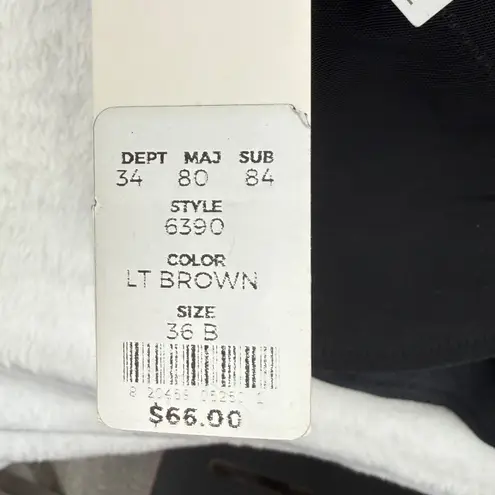 DEPT MAJ SUB
34 80 84
STYLE
6390
COLOR
LT BROWN
SIZE
36 B
$66.00